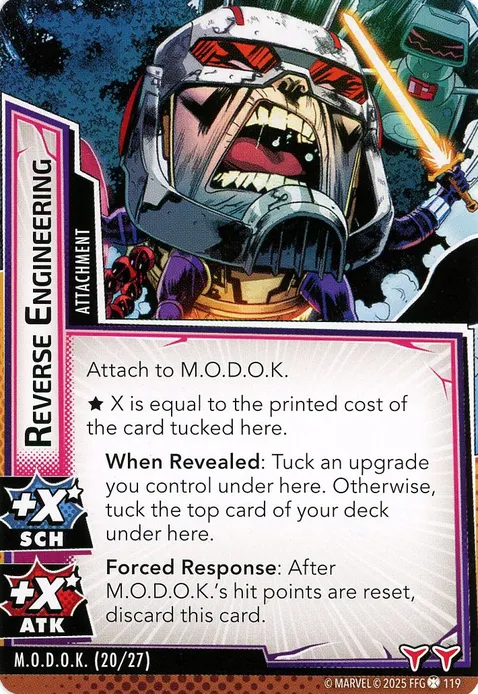 REVERSE ENGINEERING
ATTACHMENT
Attach to M.O.D.O.K.
★ X is equal to the printed cost of
the card tucked here.
When Revealed: Tuck an upgrade
you control under here. Otherwise,
tuck the top card of your deck
under here.
Forced Response: After
M.O.D.O.K.'s hit points are reset,
discard this card.
+X★
SCH
+X★
ATK
M.O.D.O.K. (20/27)
© MARVEL © 2025 FFG 119